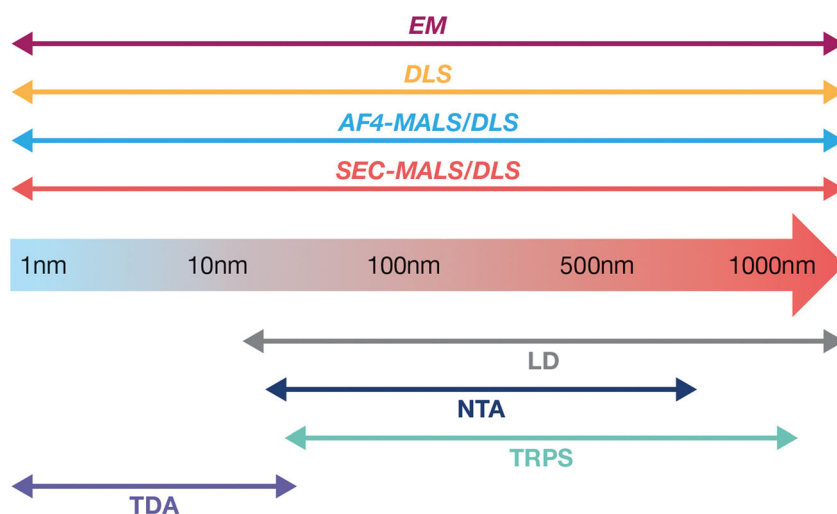 EM
DLS
AF4-MALS/DLS
SEC-MALS/DLS
1nm 10nm 100nm 500nm 1000nm
LD
NTA
TRPS
TDA